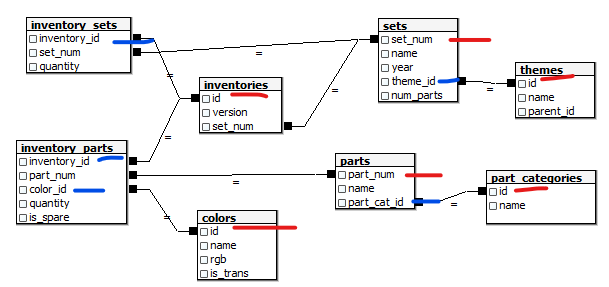 inventory_sets
inventory_id
set_num
quantity
sets
set_num
name
year
theme_id
num_parts
themes
id
name
parent_id
inventories
id
version
set_num
inventory_parts
inventory_id
part_num
color_id
quantity
is_spare
parts
part_num
name
part_cat_id
part_categories
id
name
colors
id
name
rgb
is_trans
=
=
=
=
=
=
=
=